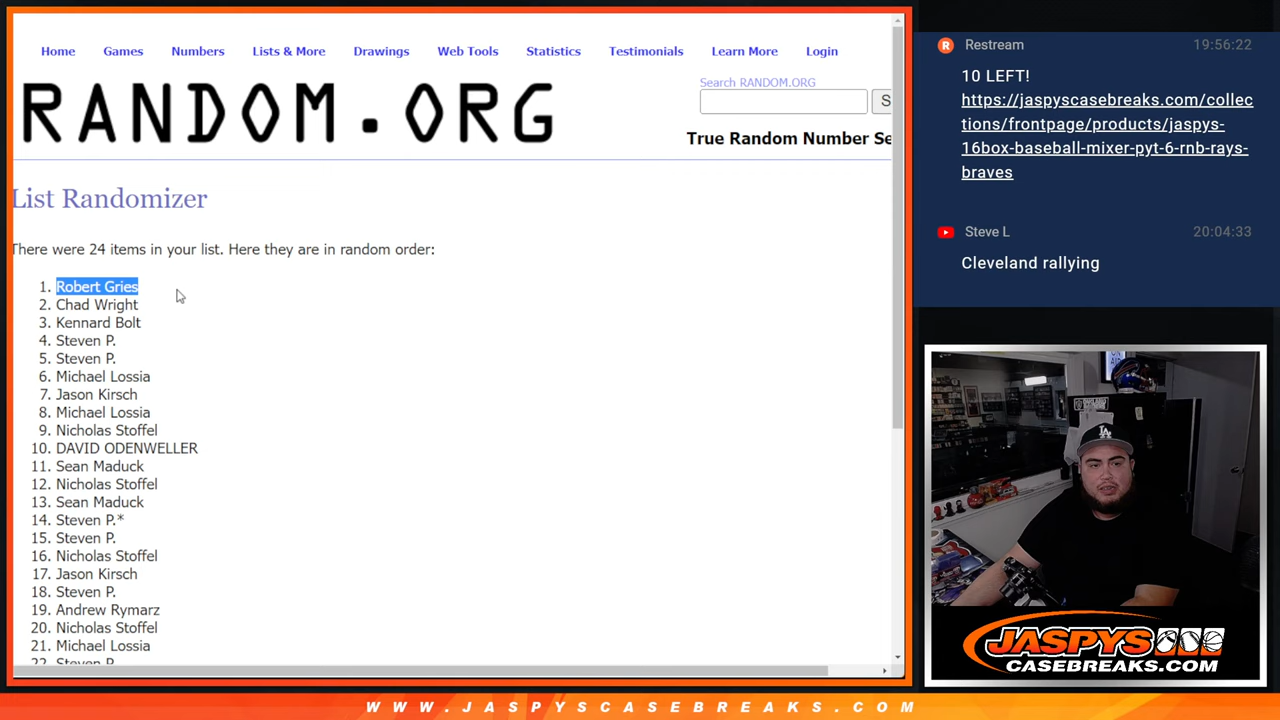 Home Games Numbers Lists & More Drawings Web Tools Statistics Testimonials Learn More Login
RANDOM.ORG
Search RANDOM.ORG
S
True Random Number Se
List Randomizer
There were 24 items in your list. Here they are in random order:
1. Robert Gries
2. Chad Wright
3. Kennard Bolt
4. Steven P.
5. Steven P.
6. Michael Lossia
7. Jason Kirsch
8. Michael Lossia
9. Nicholas Stoffel
10. DAVID ODENWELLER
11. Sean Maduck
12. Nicholas Stoffel
13. Sean Maduck
14. Steven P.*
15. Steven P.
16. Nicholas Stoffel
17. Jason Kirsch
18. Steven P.
19. Andrew Rymarz
20. Nicholas Stoffel
21. Michael Lossia
22. Steven P.
Restream 19:56:22
10 LEFT!
https://jaspyscasebreaks.com/collec
tions/frontpage/products/jaspys-
16box-baseball-mixer-pyt-6-rnb-rays-
braves
Steve L 20:04:33
Cleveland rallying
LA
JASPYS
CASEBREAKS.COM
WWW.JASPYSCASEBREAKS.COM